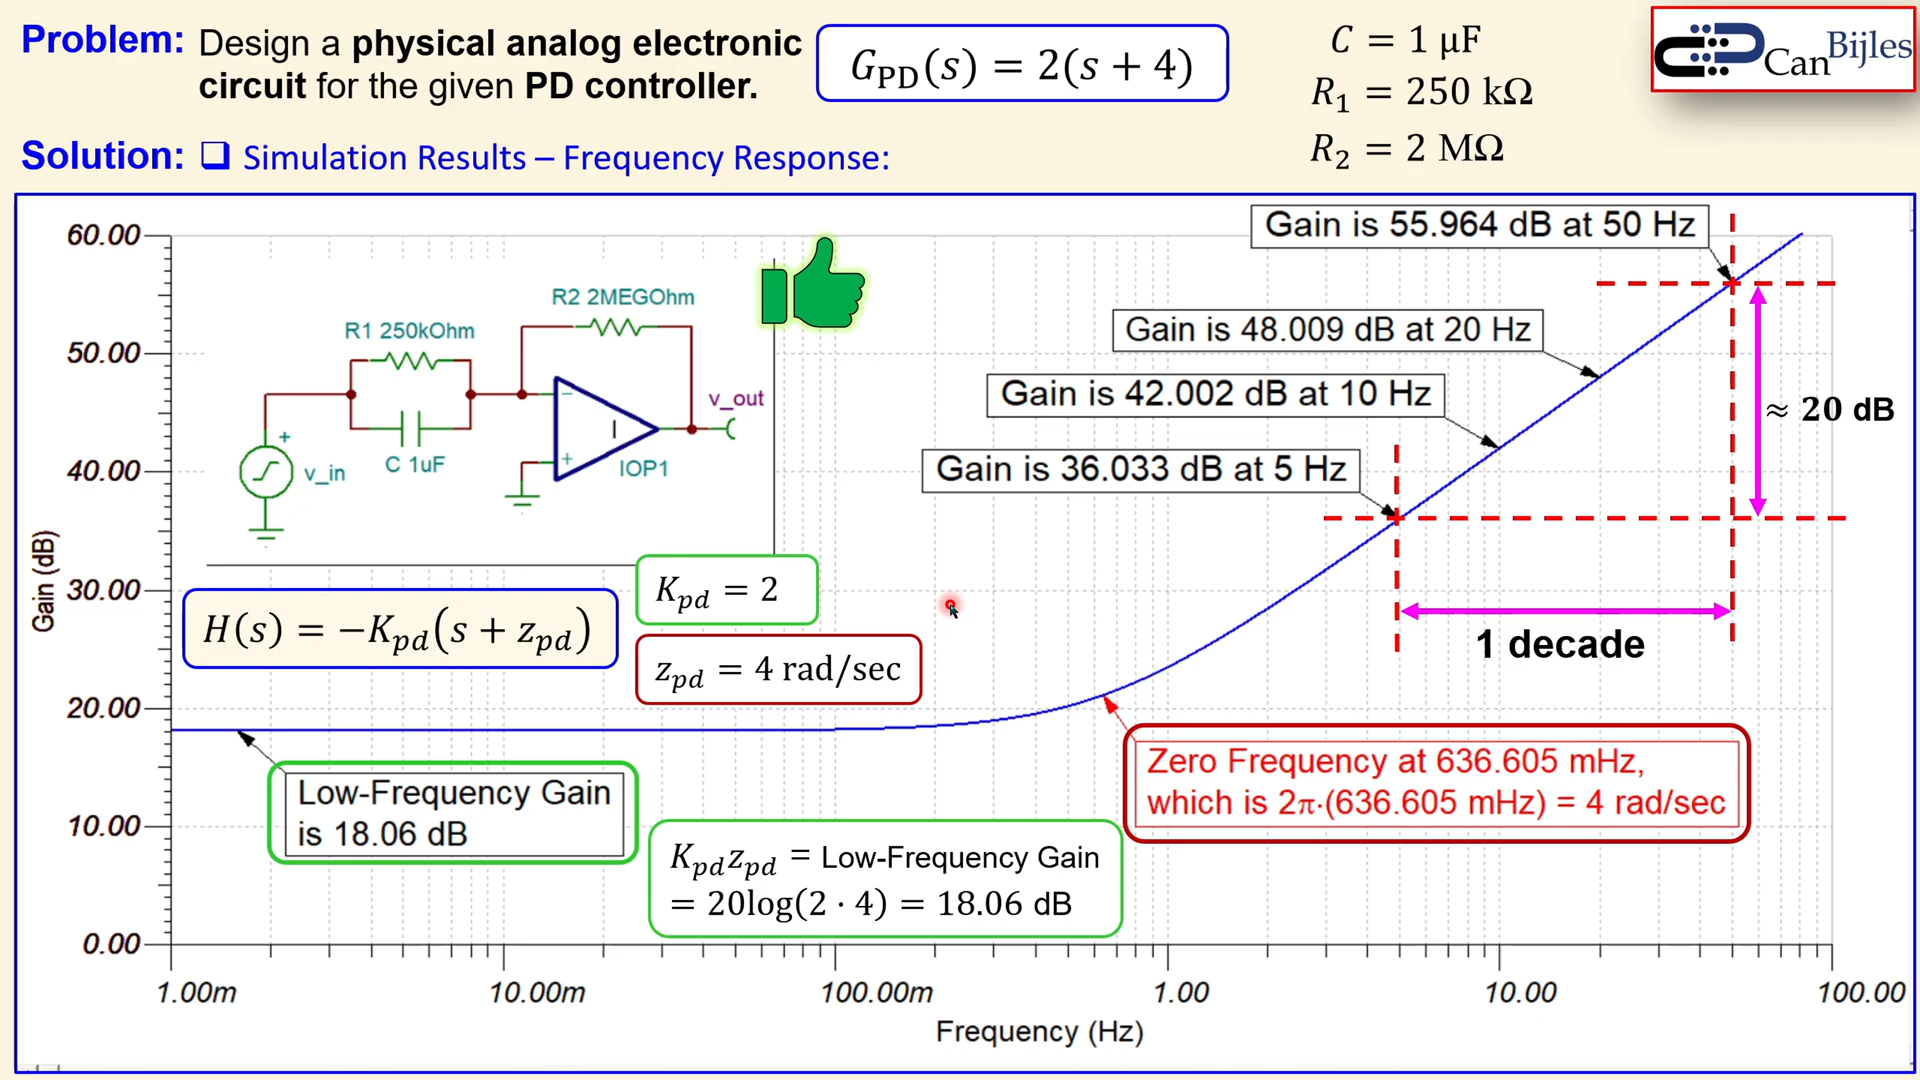 Problem: Design a physical analog electronic
circuit for the given PD controller.
G_PD(s) = 2(s + 4)
C = 1 μF
R₁ = 250 kΩ
R₂ = 2 MΩ
CanBijles
Solution: ❑ Simulation Results – Frequency Response:
60.00
50.00
40.00
30.00
20.00
10.00
0.00
Gain (dB)
R2 2MEGOhm
R1 250kOhm
C 1uF
+
v_in
−
+
I
IOP1
v_out
Gain is 55.964 dB at 50 Hz
Gain is 48.009 dB at 20 Hz
Gain is 42.002 dB at 10 Hz
Gain is 36.033 dB at 5 Hz
≈ 20 dB
1 decade
H(s) = −K_pd(s + z_pd)
K_pd = 2
z_pd = 4 rad/sec
Low-Frequency Gain
is 18.06 dB
K_pd z_pd = Low-Frequency Gain
= 20log(2 · 4) = 18.06 dB
Zero Frequency at 636.605 mHz,
which is 2π·(636.605 mHz) = 4 rad/sec
1.00m 10.00m 100.00m 1.00 10.00 100.00
Frequency (Hz)